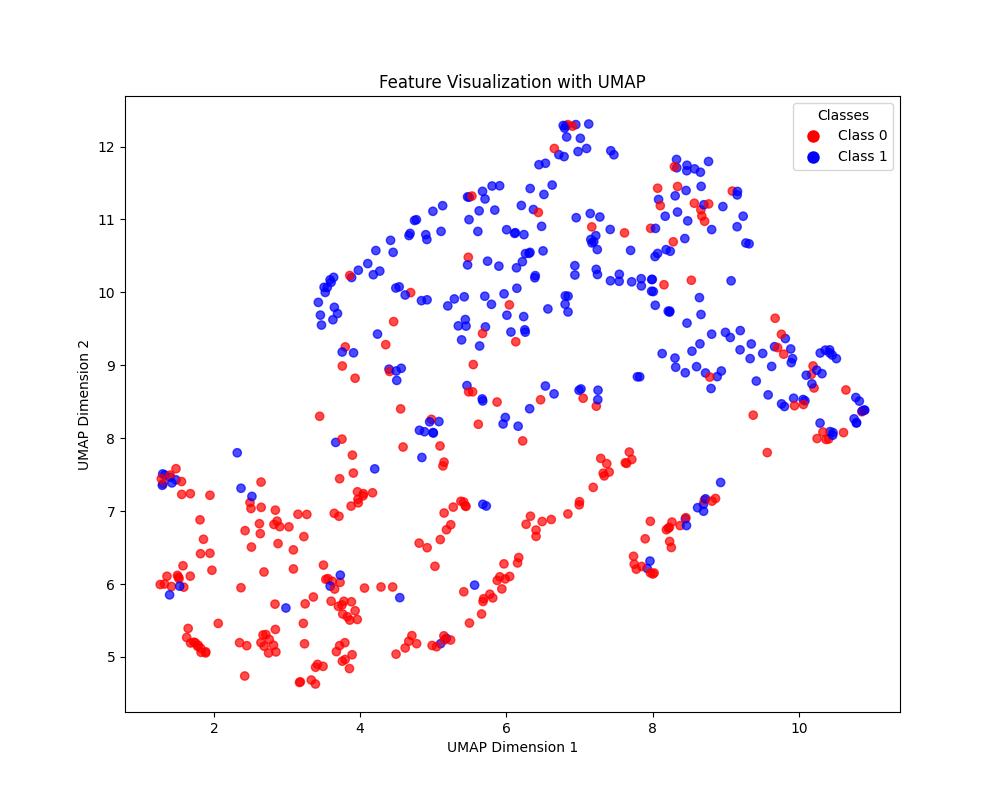 Feature Visualization with UMAP
Classes
Class 0
Class 1
UMAP Dimension 2
12
11
10
9
8
7
6
5
2
4
6
8
10
UMAP Dimension 1